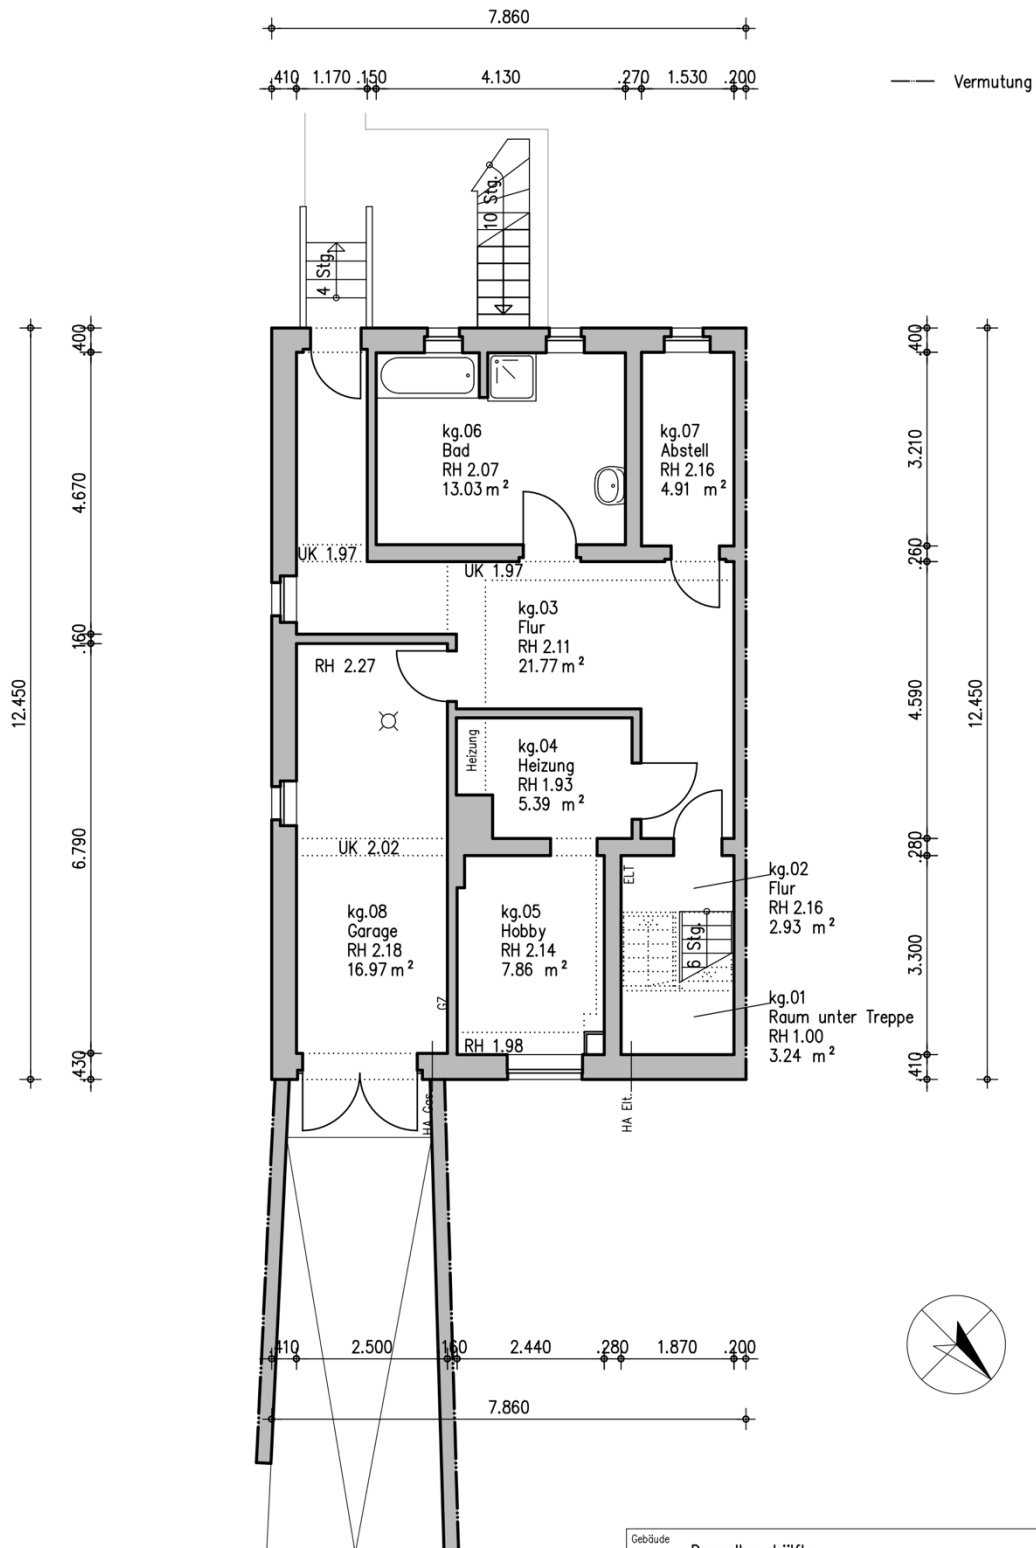 7.860
.410 1.170 .150 4.130 .270 1.530 .200
Vermutung
4 Stg.
10 Stg.
.400
4.670
.160
6.790
.430
12.450
.400
3.210
.260
4.590
.280
3.300
.410
12.450
kg.06
Bad
RH 2.07
13.03 m²
kg.07
Abstell
RH 2.16
4.91 m²
UK 1.97
UK 1.97
kg.03
Flur
RH 2.11
21.77 m²
RH 2.27
Heizung
kg.04
Heizung
RH 1.93
5.39 m²
UK 2.02
ELT
kg.02
Flur
RH 2.16
2.93 m²
kg.08
Garage
RH 2.18
16.97 m²
kg.05
Hobby
RH 2.14
7.86 m²
6 Stg.
GZ
kg.01
Raum unter Treppe
RH 1.00
3.24 m²
RH 1.98
HA Gas
HA Elt.
.410 2.500 .160 2.440 .280 1.870 .200
7.860
Gebäude